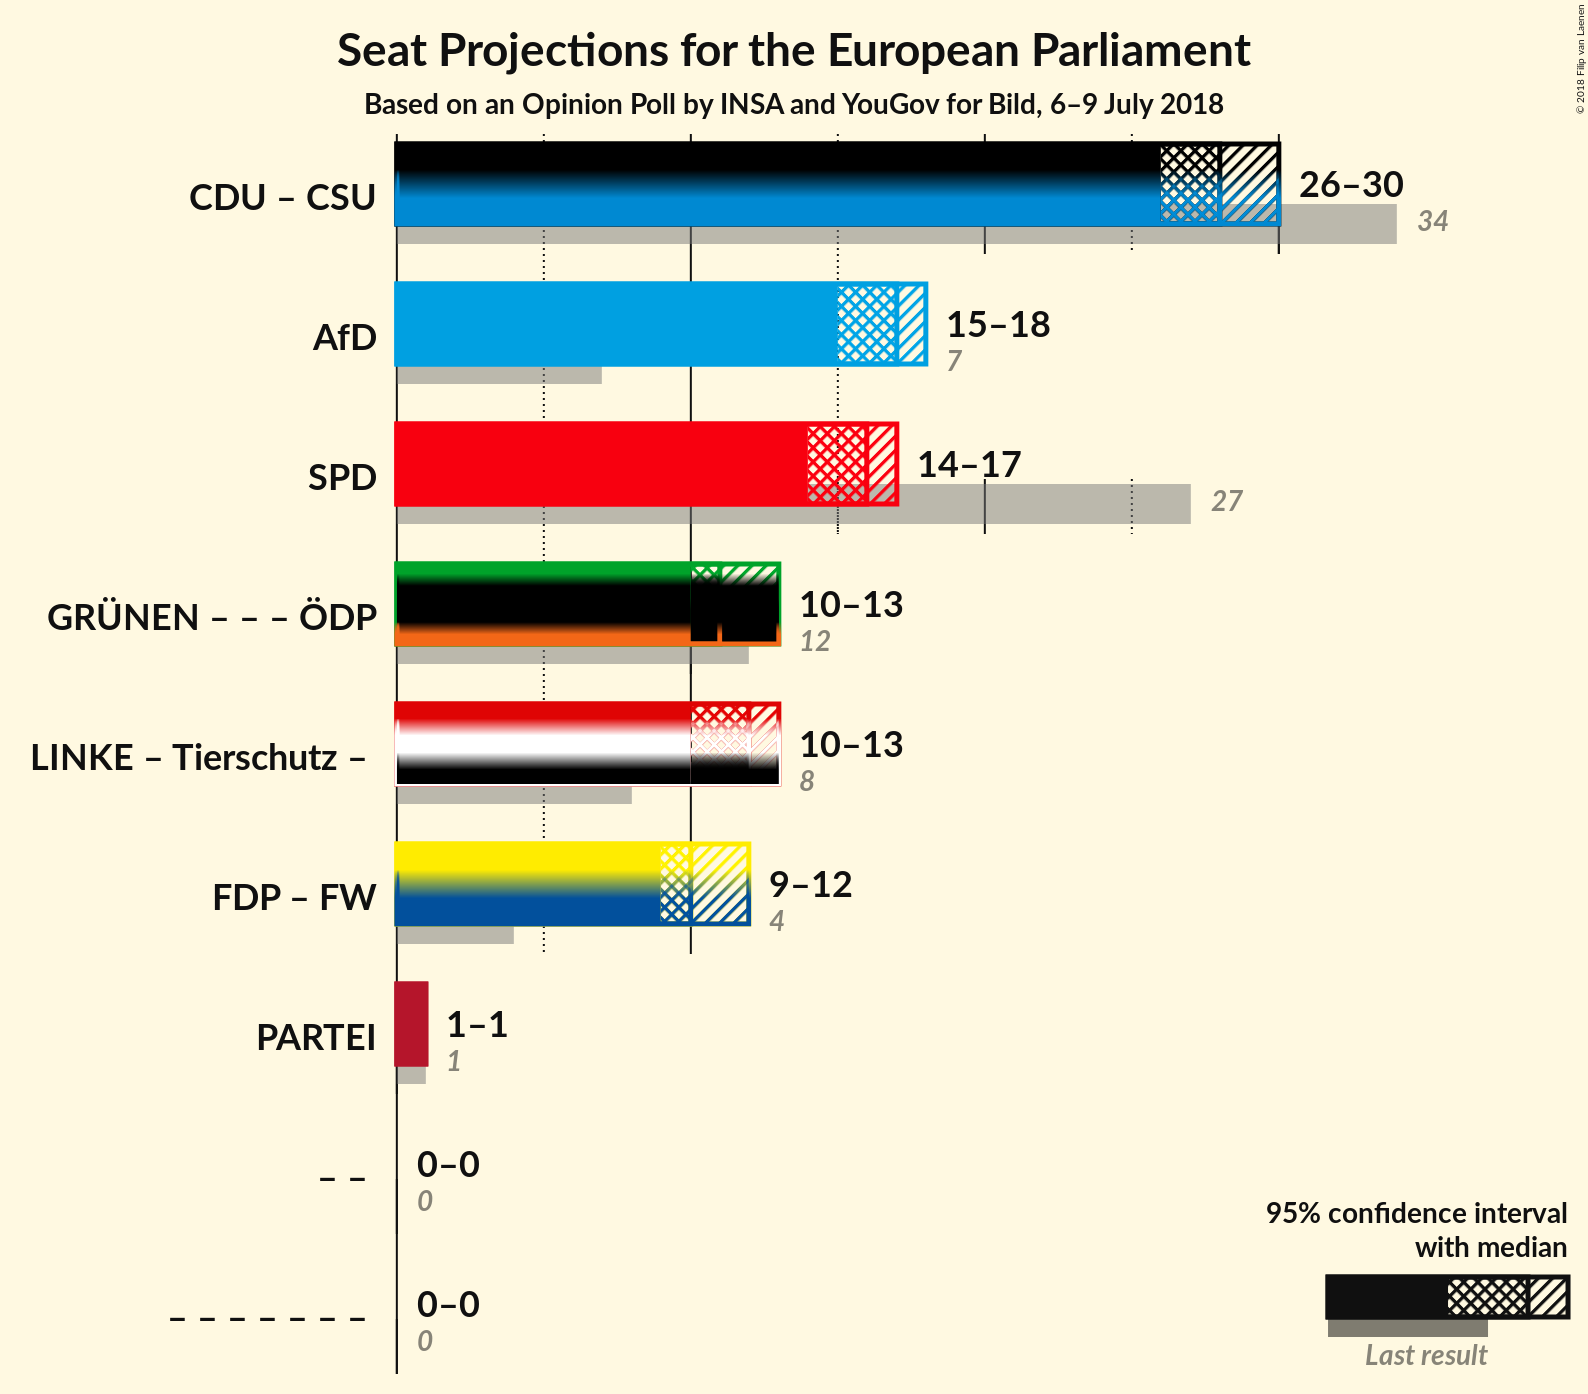 Seat Projections for the European Parliament
Based on an Opinion Poll by INSA and YouGov for Bild, 6–9 July 2018
© 2018 Filip van Laenen
CDU – CSU
26–30
34
AfD
15–18
7
SPD
14–17
27
GRÜNEN – – – ÖDP
10–13
12
LINKE – Tierschutz –
10–13
8
FDP – FW
9–12
4
PARTEI
1–1
1
– –
0–0
0
– – – – – – –
0–0
0
95% confidence interval
with median
Last result